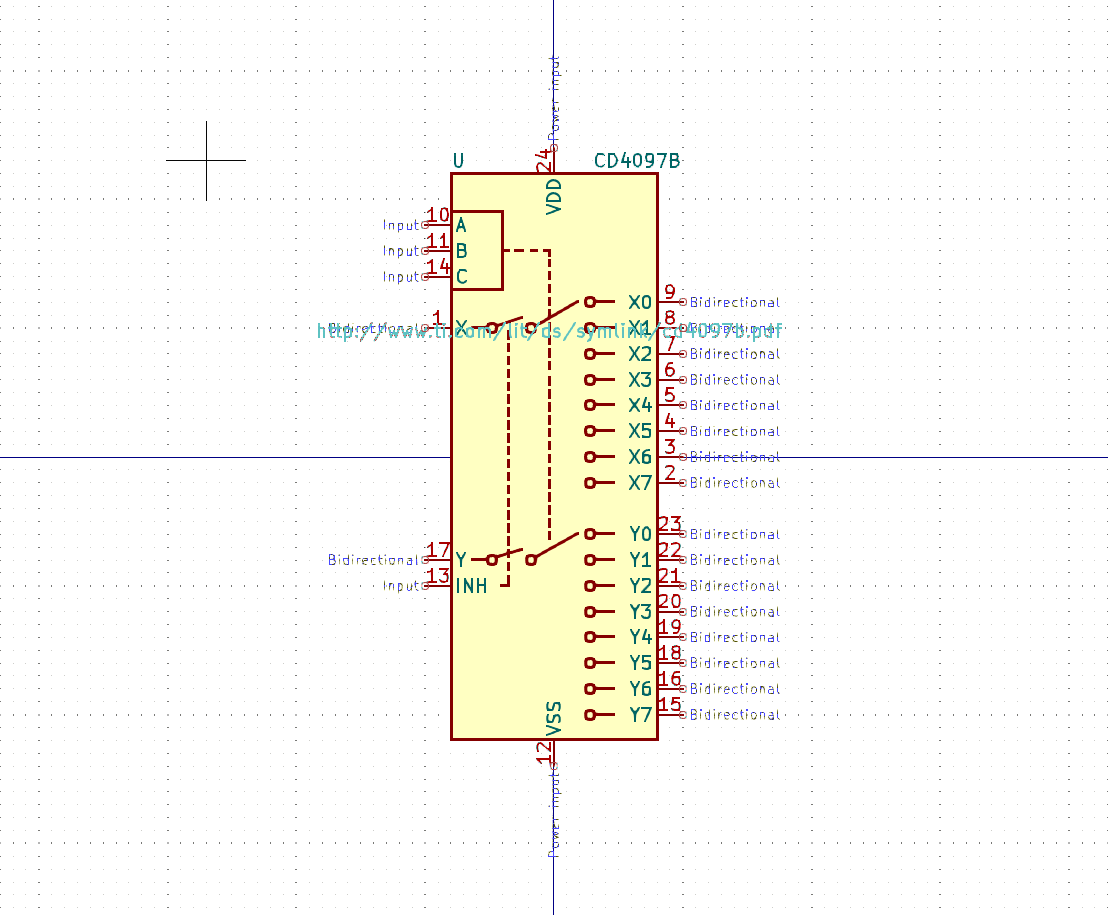 Power input
24
U
CD4097B
VDD
Input 10 A
Input 11 B
Input 14 C
X0 9 Bidirectional
Bidirectional 1 X
X1 8 Bidirectional
http://www.ti.com/lit/ds/symlink/cd4097b.pdf
X2 7 Bidirectional
X3 6 Bidirectional
X4 5 Bidirectional
X5 4 Bidirectional
X6 3 Bidirectional
X7 2 Bidirectional
Y0 23 Bidirectional
Bidirectional 17 Y
Y1 22 Bidirectional
Input 13 INH
Y2 21 Bidirectional
Y3 20 Bidirectional
Y4 19 Bidirectional
Y5 18 Bidirectional
Y6 16 Bidirectional
Y7 15 Bidirectional
VSS
12
Power input